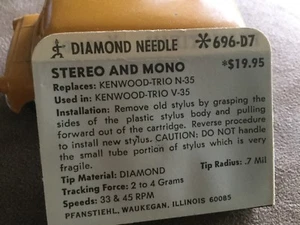 DIAMOND NEEDLE *696-D7
STEREO AND MONO *$19.95
Replaces: KENWOOD-TRIO N-35
Used in: KENWOOD-TRIO V-35
Installation: Remove old stylus by grasping the
sides of the plastic stylus body and pulling
forward out of the cartridge. Reverse procedure
to install new stylus. CAUTION: DO NOT handle
the small tube portion of stylus which is very
fragile.
Tip Material: DIAMOND Tip Radius: .7 Mil
Tracking Force: 2 to 4 Grams
Speeds: 33 & 45 RPM
PFANSTIEHL, WAUKEGAN, ILLINOIS 60085